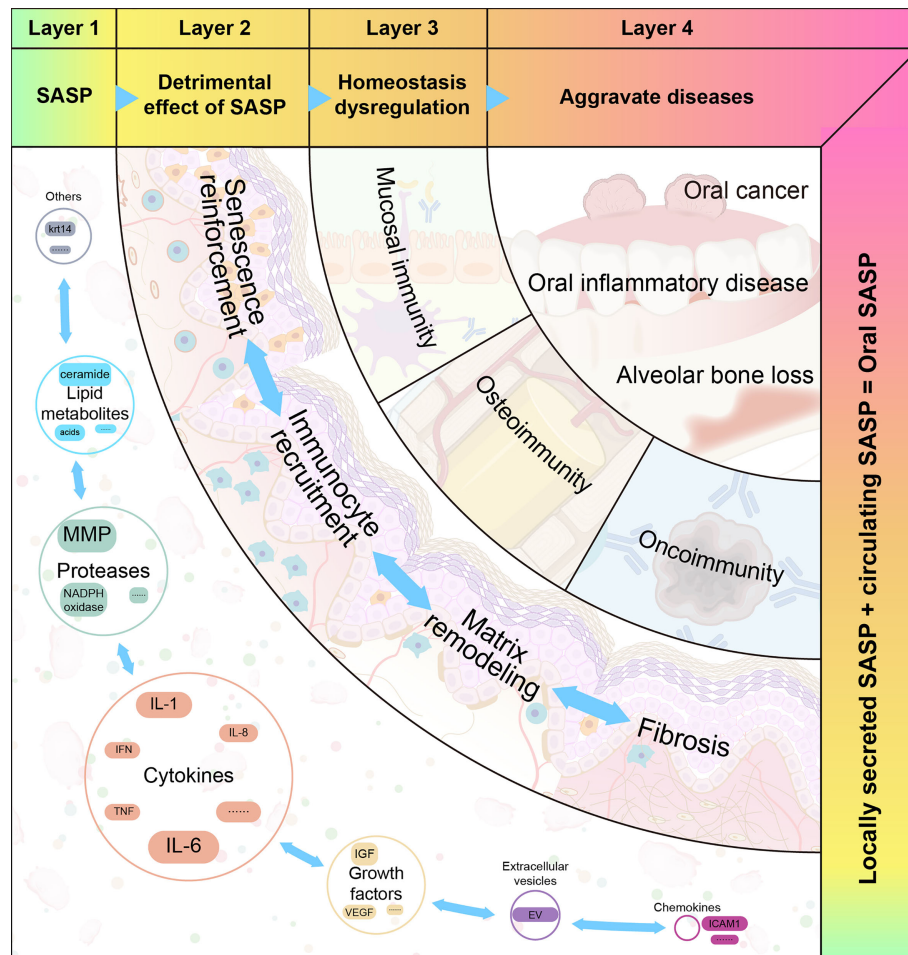 Layer 1
Layer 2
Layer 3
Layer 4
SASP
Detrimental
effect of SASP
Homeostasis
dysregulation
Aggravate diseases
Others
krt14
......
ceramide
Lipid
metabolites
acids
......
MMP
Proteases
NADPH
oxidase
......
IL-1
IL-8
IFN
Cytokines
TNF
......
IL-6
IGF
Growth
factors
VEGF
......
Extracellular
vesicles
EV
Chemokines
ICAM1
......
Senescence
reinforcement
Immunocyte
recruitment
Matrix
remodeling
Fibrosis
Mucosal immunity
Osteoimmunity
Oncoimmunity
Oral cancer
Oral inflammatory disease
Alveolar bone loss
Locally secreted SASP + circulating SASP = Oral SASP